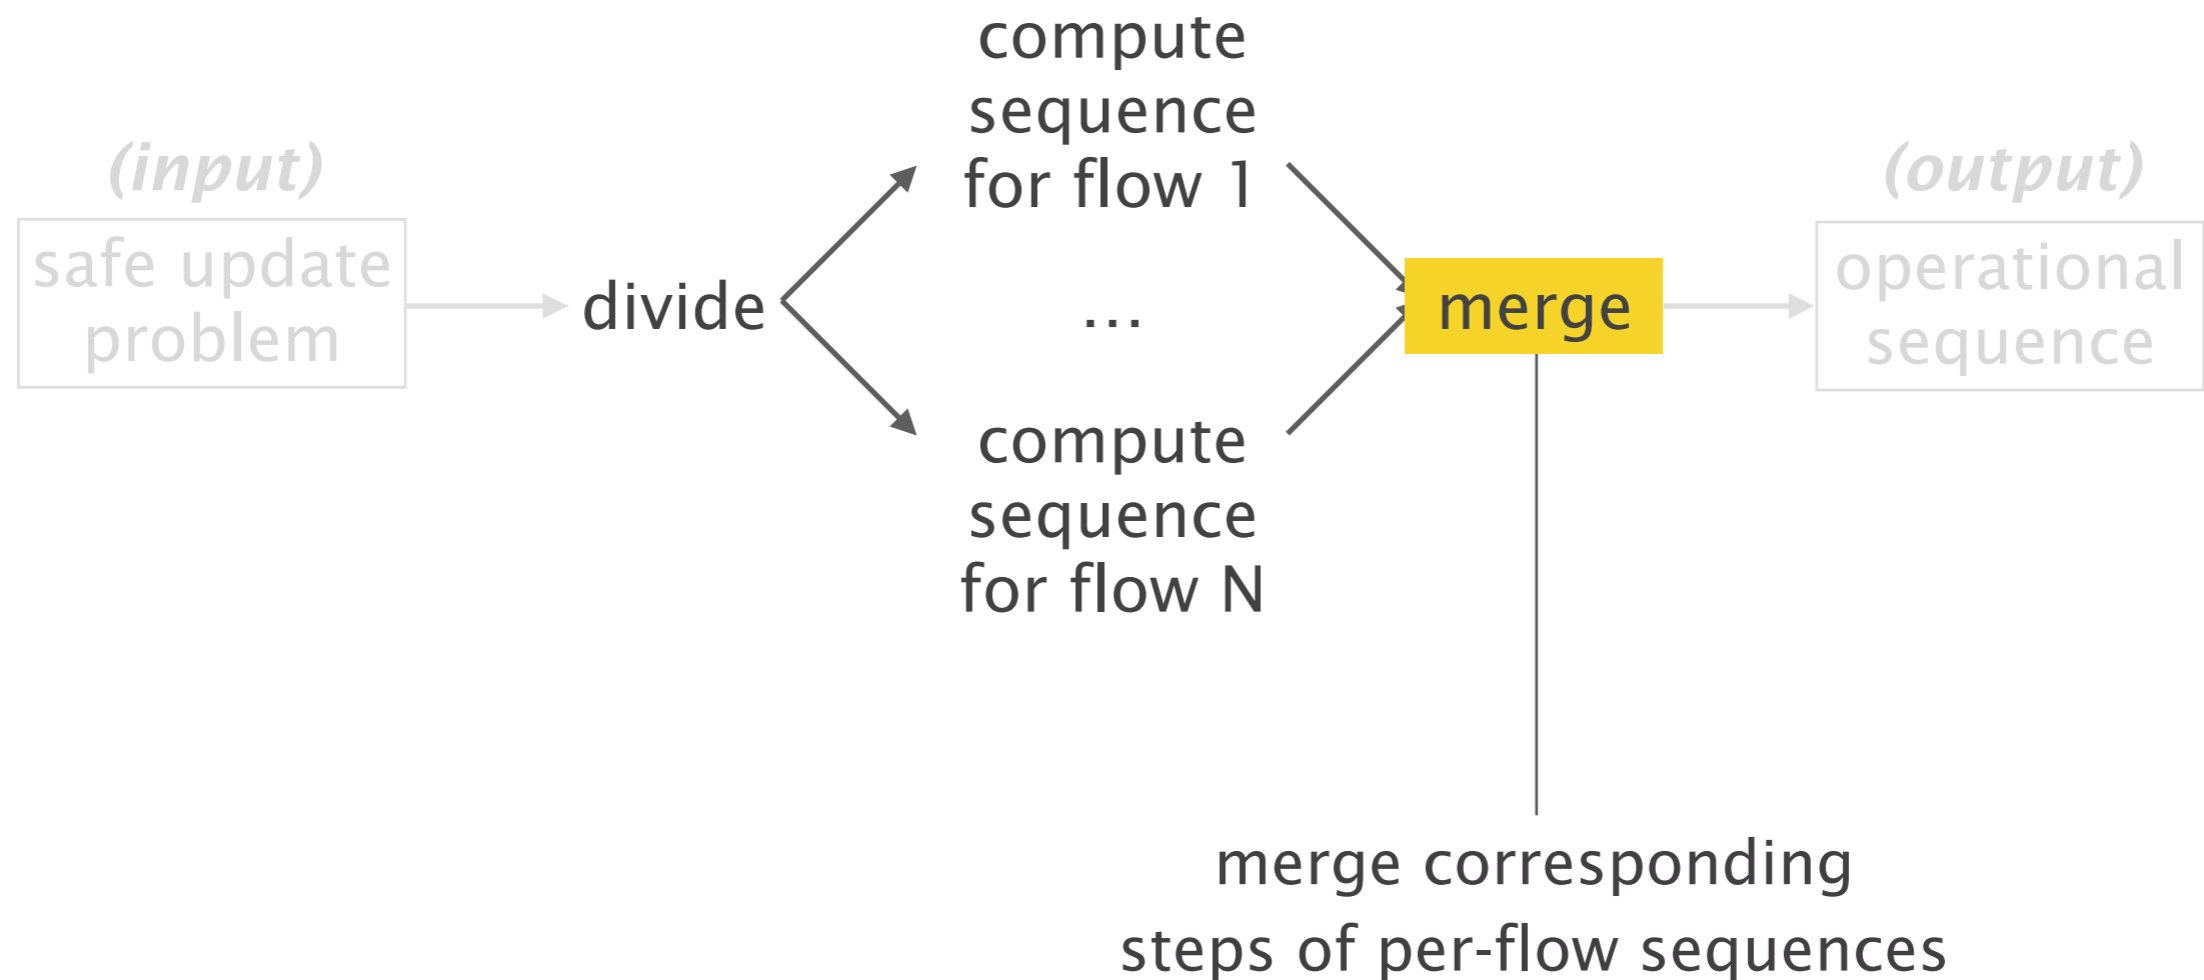 (input)
safe update
problem
divide
compute
sequence
for flow 1
...
compute
sequence
for flow N
merge
(output)
operational
sequence
merge corresponding
steps of per-flow sequences